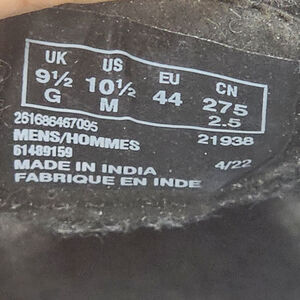 UK US EU CN
9½ 10½ 44 275
G M 2.5
261686467095
MENS/HOMMES 21938
61489159
MADE IN INDIA 4/22
FABRIQUE EN INDE